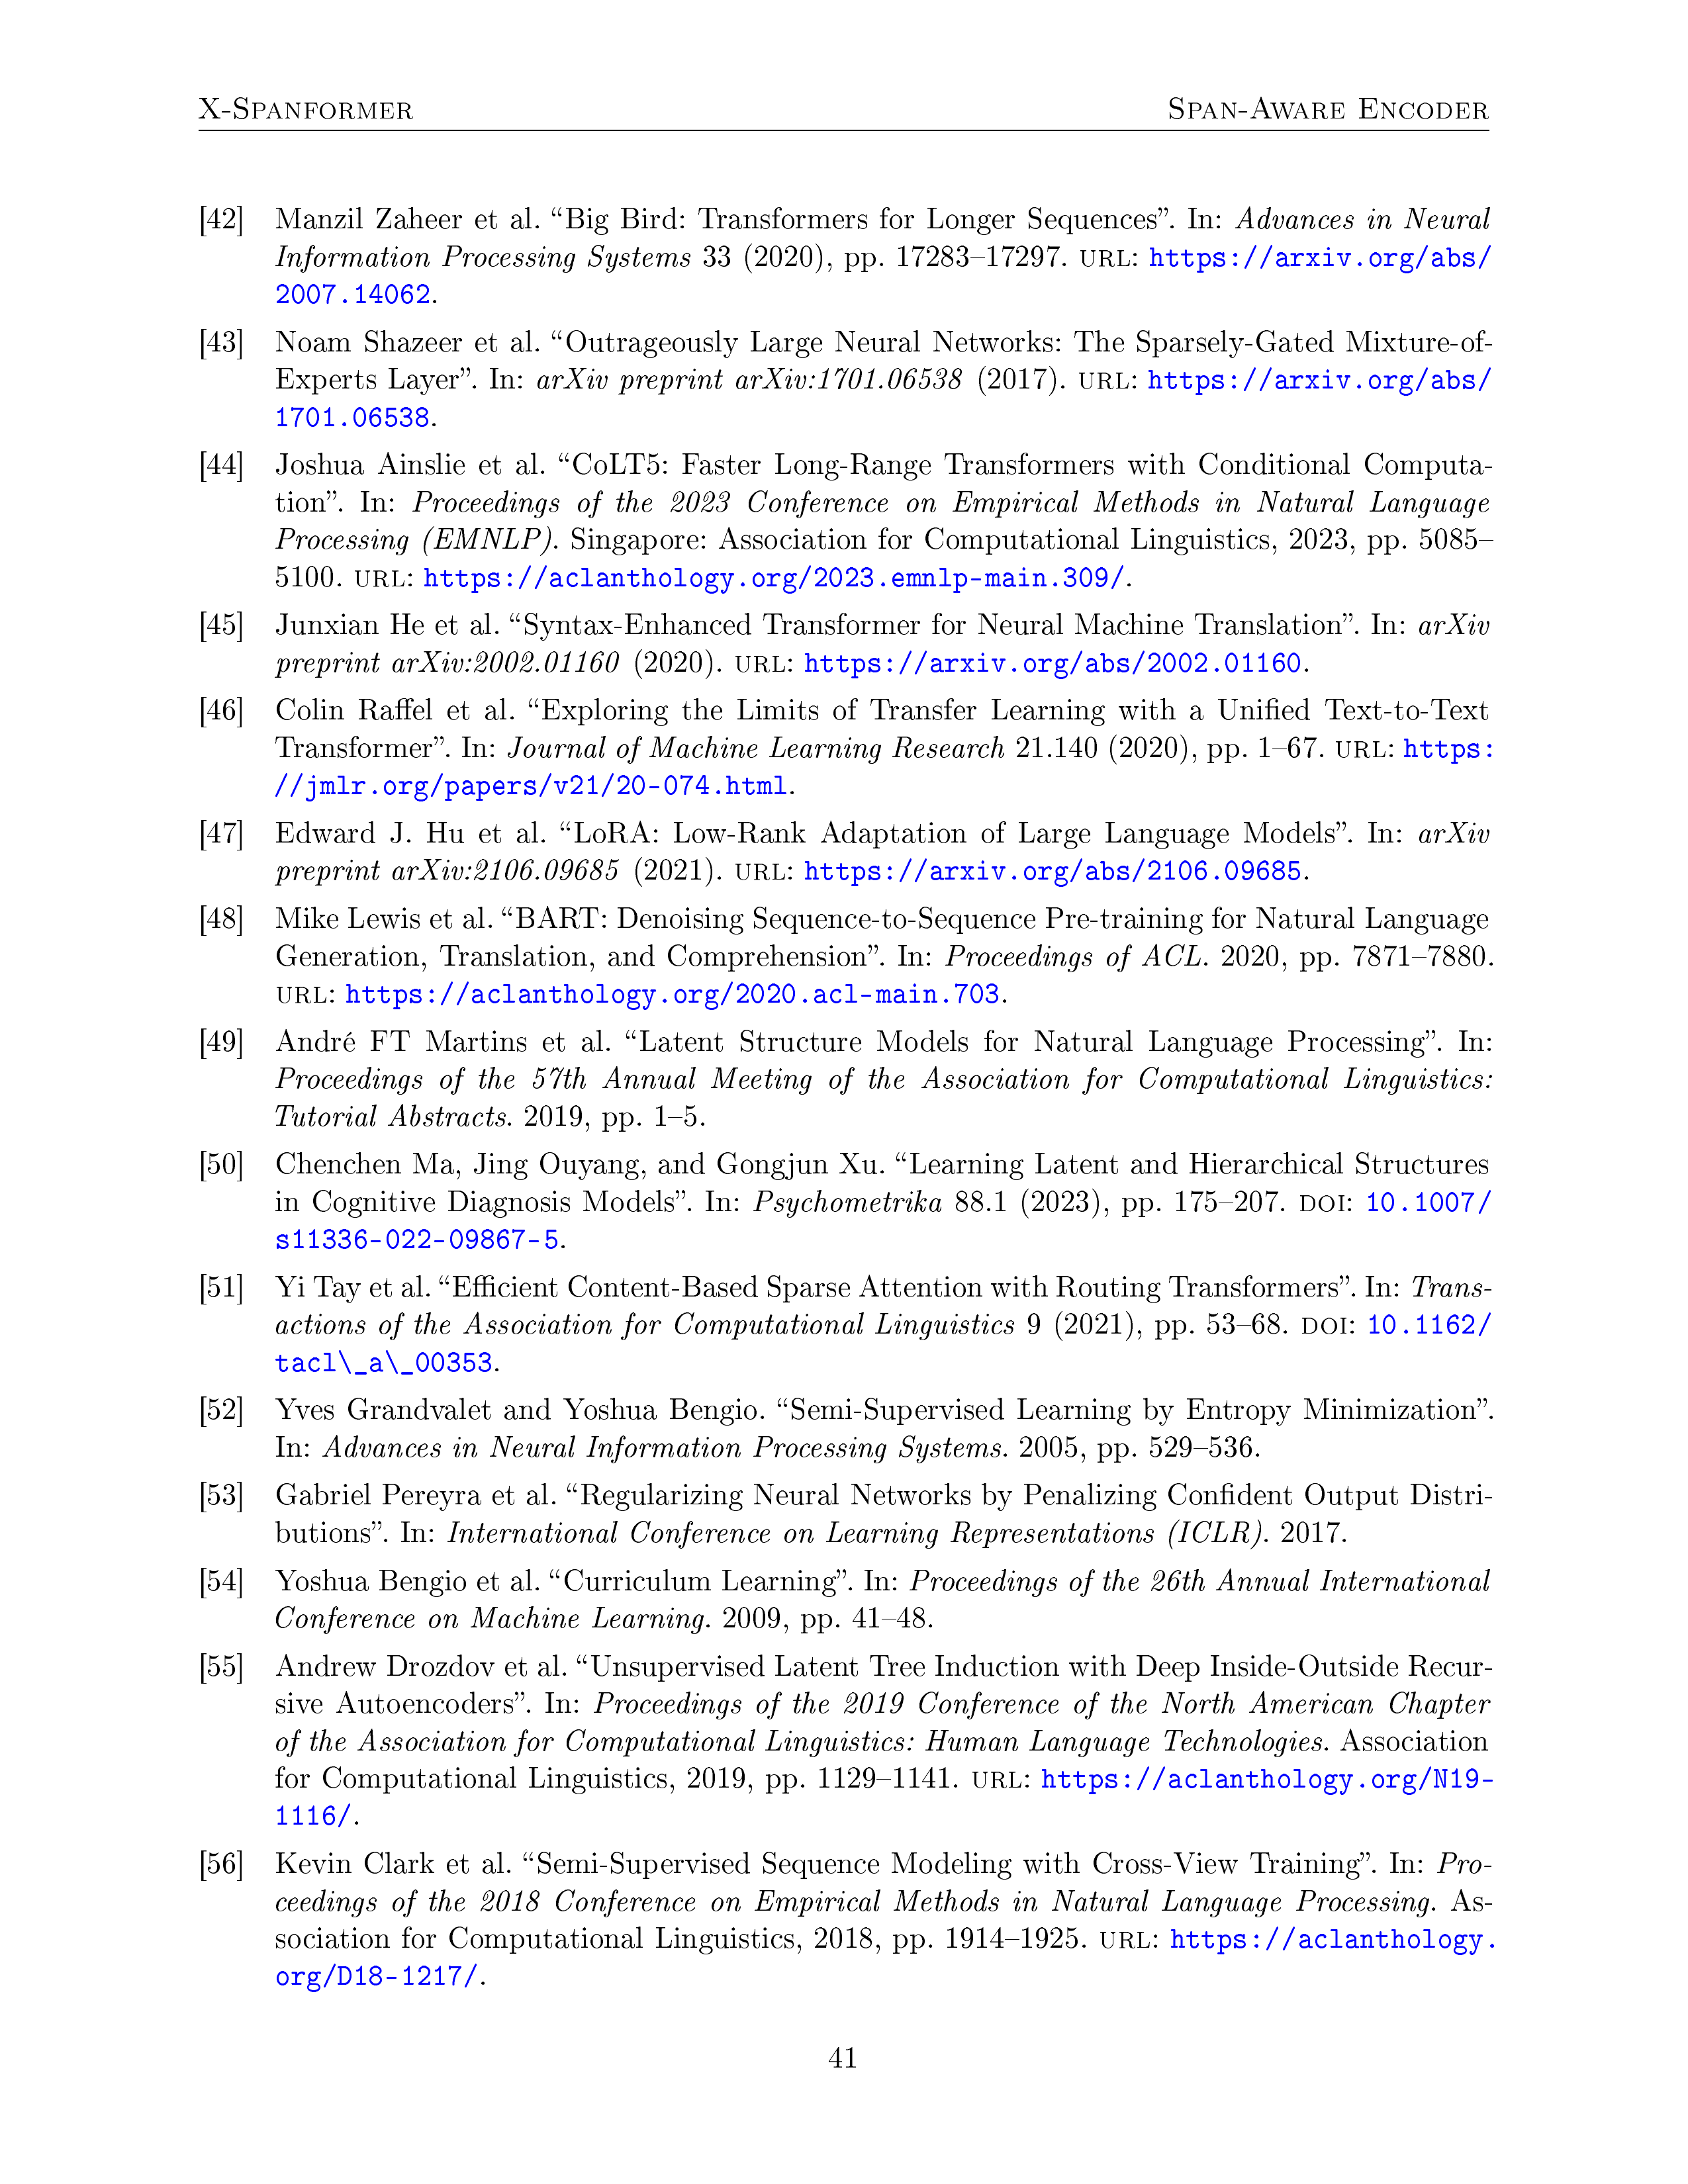 X-Spanformer Span-Aware Encoder
[42] Manzil Zaheer et al. “Big Bird: Transformers for Longer Sequences”. In: Advances in Neural
Information Processing Systems 33 (2020), pp. 17283–17297. URL: https://arxiv.org/abs/
2007.14062.
[43] Noam Shazeer et al. “Outrageously Large Neural Networks: The Sparsely-Gated Mixture-of-
Experts Layer”. In: arXiv preprint arXiv:1701.06538 (2017). URL: https://arxiv.org/abs/
1701.06538.
[44] Joshua Ainslie et al. “CoLT5: Faster Long-Range Transformers with Conditional Computa-
tion”. In: Proceedings of the 2023 Conference on Empirical Methods in Natural Language
Processing (EMNLP). Singapore: Association for Computational Linguistics, 2023, pp. 5085–
5100. URL: https://aclanthology.org/2023.emnlp-main.309/.
[45] Junxian He et al. “Syntax-Enhanced Transformer for Neural Machine Translation”. In: arXiv
preprint arXiv:2002.01160 (2020). URL: https://arxiv.org/abs/2002.01160.
[46] Colin Raffel et al. “Exploring the Limits of Transfer Learning with a Unified Text-to-Text
Transformer”. In: Journal of Machine Learning Research 21.140 (2020), pp. 1–67. URL: https:
//jmlr.org/papers/v21/20-074.html.
[47] Edward J. Hu et al. “LoRA: Low-Rank Adaptation of Large Language Models”. In: arXiv
preprint arXiv:2106.09685 (2021). URL: https://arxiv.org/abs/2106.09685.
[48] Mike Lewis et al. “BART: Denoising Sequence-to-Sequence Pre-training for Natural Language
Generation, Translation, and Comprehension”. In: Proceedings of ACL. 2020, pp. 7871–7880.
URL: https://aclanthology.org/2020.acl-main.703.
[49] André FT Martins et al. “Latent Structure Models for Natural Language Processing”. In:
Proceedings of the 57th Annual Meeting of the Association for Computational Linguistics:
Tutorial Abstracts. 2019, pp. 1–5.
[50] Chenchen Ma, Jing Ouyang, and Gongjun Xu. “Learning Latent and Hierarchical Structures
in Cognitive Diagnosis Models”. In: Psychometrika 88.1 (2023), pp. 175–207. DOI: 10.1007/
s11336-022-09867-5.
[51] Yi Tay et al. “Efficient Content-Based Sparse Attention with Routing Transformers”. In: Trans-
actions of the Association for Computational Linguistics 9 (2021), pp. 53–68. DOI: 10.1162/
tacl\_a\_00353.
[52] Yves Grandvalet and Yoshua Bengio. “Semi-Supervised Learning by Entropy Minimization”.
In: Advances in Neural Information Processing Systems. 2005, pp. 529–536.
[53] Gabriel Pereyra et al. “Regularizing Neural Networks by Penalizing Confident Output Distri-
butions”. In: International Conference on Learning Representations (ICLR). 2017.
[54] Yoshua Bengio et al. “Curriculum Learning”. In: Proceedings of the 26th Annual International
Conference on Machine Learning. 2009, pp. 41–48.
[55] Andrew Drozdov et al. “Unsupervised Latent Tree Induction with Deep Inside-Outside Recur-
sive Autoencoders”. In: Proceedings of the 2019 Conference of the North American Chapter
of the Association for Computational Linguistics: Human Language Technologies. Association
for Computational Linguistics, 2019, pp. 1129–1141. URL: https://aclanthology.org/N19-
1116/.
[56] Kevin Clark et al. “Semi-Supervised Sequence Modeling with Cross-View Training”. In: Pro-
ceedings of the 2018 Conference on Empirical Methods in Natural Language Processing. As-
sociation for Computational Linguistics, 2018, pp. 1914–1925. URL: https://aclanthology.
org/D18-1217/.
41